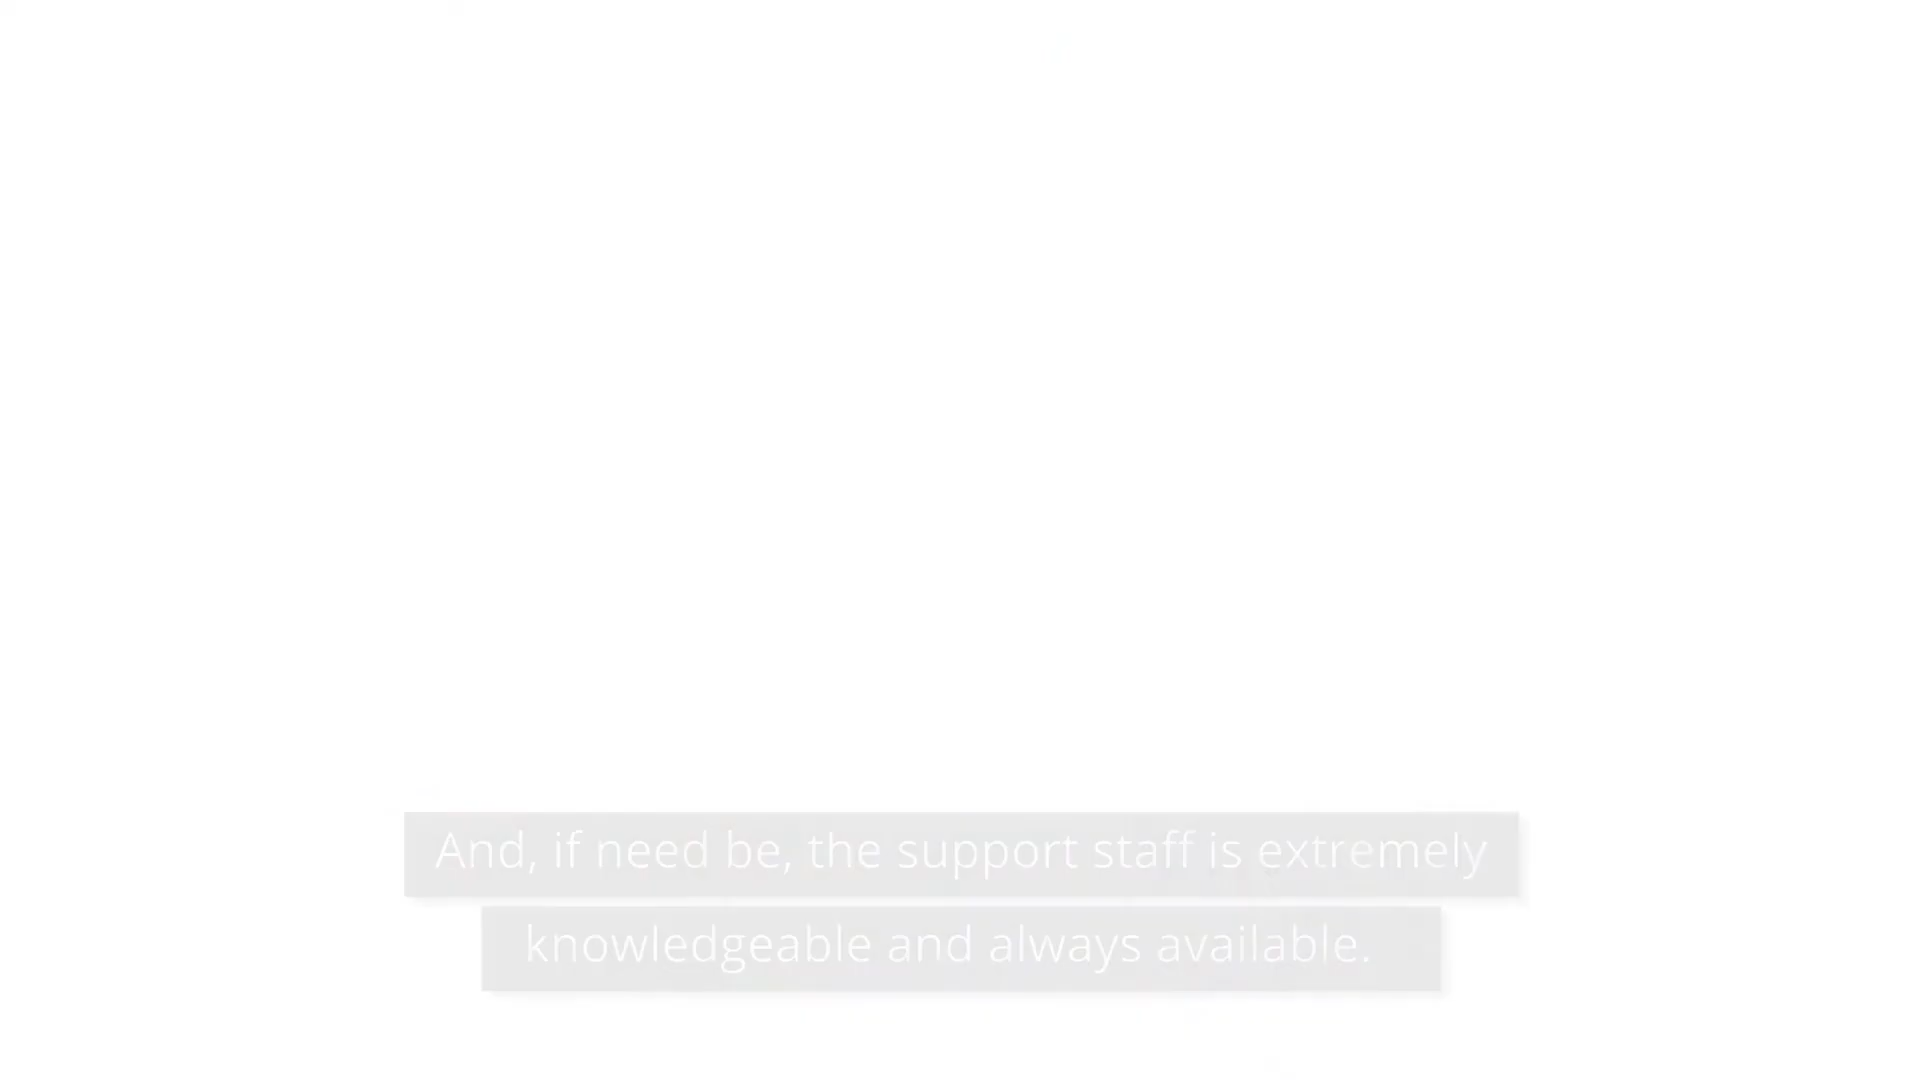 And, if need be, the support staff is extremely
knowledgeable and always available.